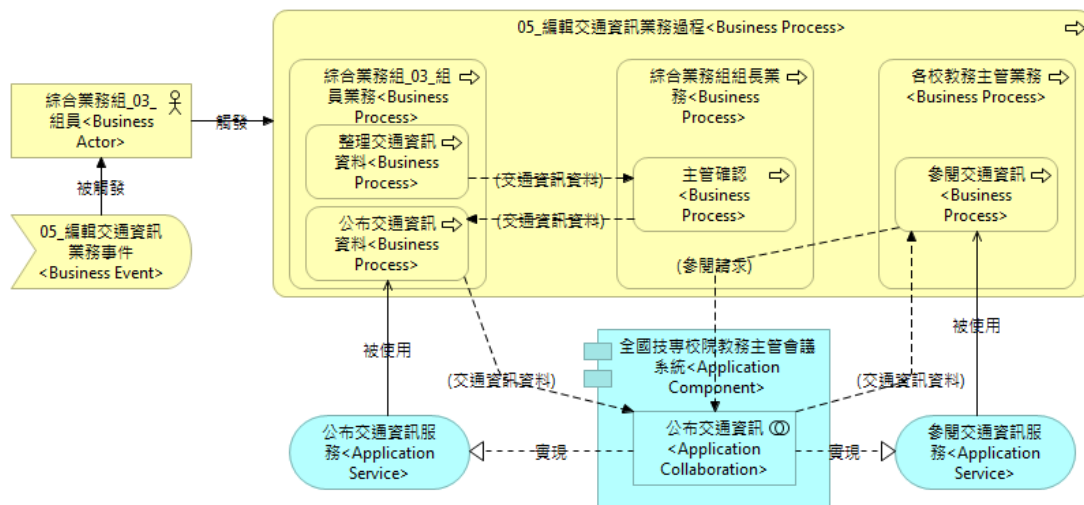 05_編輯交通資訊業務過程<Business Process>
綜合業務組_03_組
員業務<Business
Process>
綜合業務組組長業
務<Business
Process>
各校教務主管業務
<Business Process>
綜合業務組_03_
組員<Business
Actor>
觸發
整理交通資訊
資料<Business
Process>
(交通資訊資料)
主管確認
<Business
Process>
參閱交通資訊
<Business
Process>
被觸發
公布交通資訊
資料<Business
Process>
(交通資訊資料)
05_編輯交通資訊
業務事件
<Business Event>
(參閱請求)
被使用
被使用
全國技專校院教務主管會議
系統<Application
Component>
(交通資訊資料)
(交通資訊資料)
公布交通資訊服
務<Application
Service>
實現
公布交通資訊
<Application
Collaboration>
實現
參閱交通資訊服
務<Application
Service>